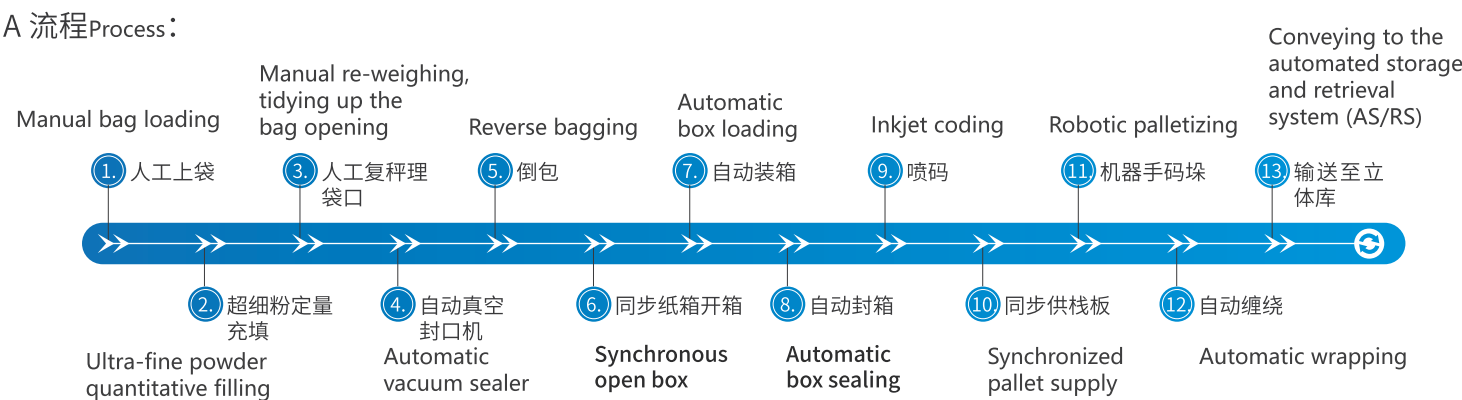 A 流程Process：
Manual bag loading
1. 人工上袋
2. 超细粉定量
充填
Ultra-fine powder
quantitative filling
Manual re-weighing,
tidying up the
bag opening
3. 人工复秤理
袋口
4. 自动真空
封口机
Automatic
vacuum sealer
Reverse bagging
5. 倒包
6. 同步纸箱开箱
Synchronous
open box
Automatic
box loading
7. 自动装箱
8. 自动封箱
Automatic
box sealing
Inkjet coding
9. 喷码
10. 同步供栈板
Synchronized
pallet supply
Robotic palletizing
11 机器手码垛
12. 自动缠绕
Automatic wrapping
Conveying to the
automated storage
and retrieval
system (AS/RS)
13. 输送至立
体库